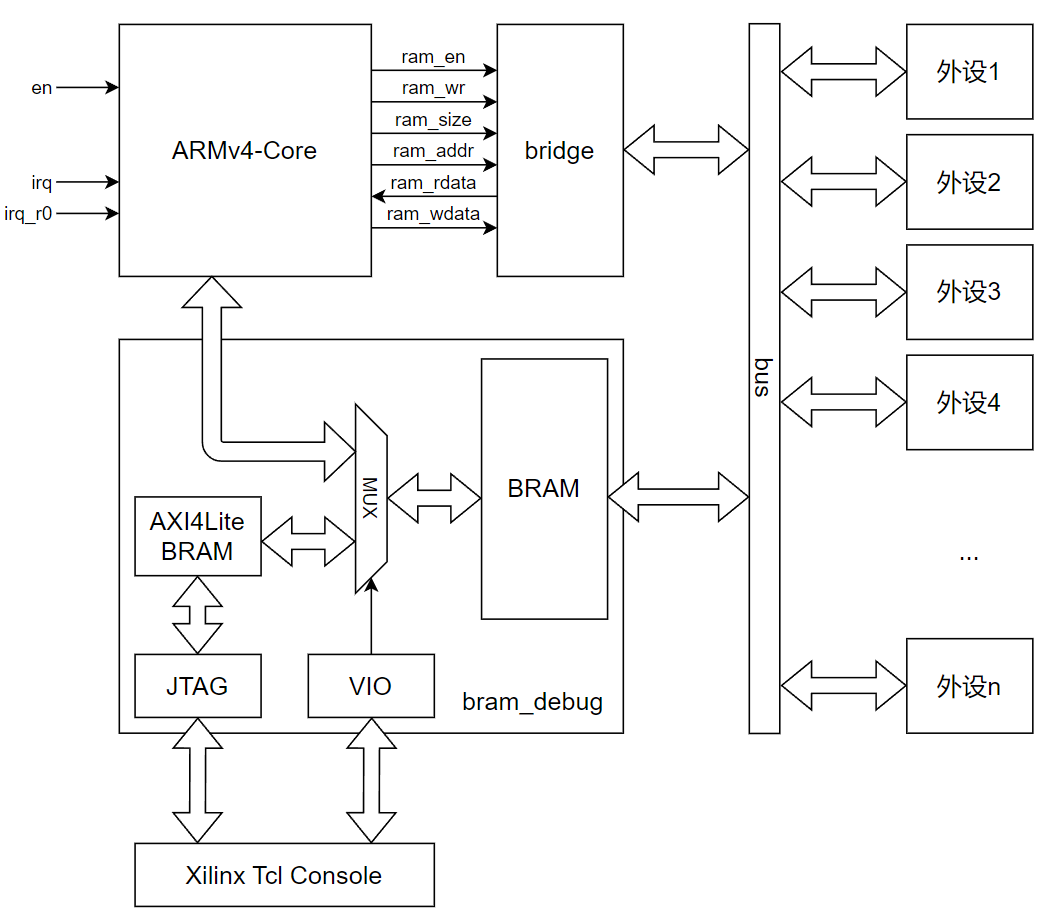 en
irq
irq_r0
ARMv4-Core
ram_en
ram_wr
ram_size
ram_addr
ram_rdata
ram_wdata
bridge
bus
外设1
外设2
外设3
外设4
...
外设n
MUX
BRAM
AXI4Lite
BRAM
JTAG
VIO
bram_debug
Xilinx Tcl Console